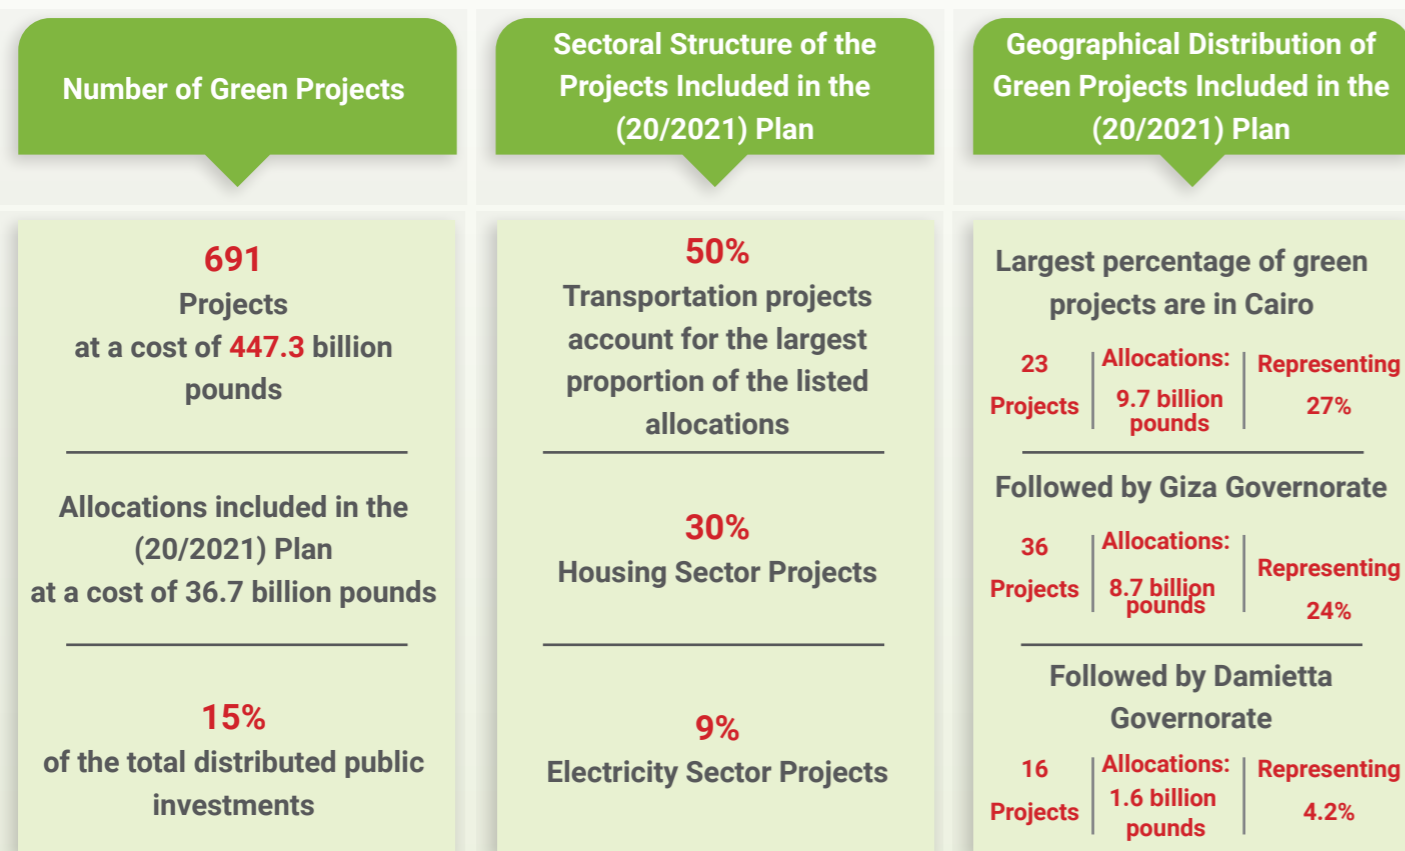 Number of Green Projects
691
Projects
at a cost of 447.3 billion
pounds
Allocations included in the
(20/2021) Plan
at a cost of 36.7 billion pounds
15%
of the total distributed public
investments
Sectoral Structure of the
Projects Included in the
(20/2021) Plan
50%
Transportation projects
account for the largest
proportion of the listed
allocations
30%
Housing Sector Projects
9%
Electricity Sector Projects
Geographical Distribution of
Green Projects Included in the
(20/2021) Plan
Largest percentage of green
projects are in Cairo
23
Projects
Allocations:
9.7 billion
pounds
Representing
27%
Followed by Giza Governorate
36
Projects
Allocations:
8.7 billion
pounds
Representing
24%
Followed by Damietta
Governorate
16
Projects
Allocations:
1.6 billion
pounds
Representing
4.2%